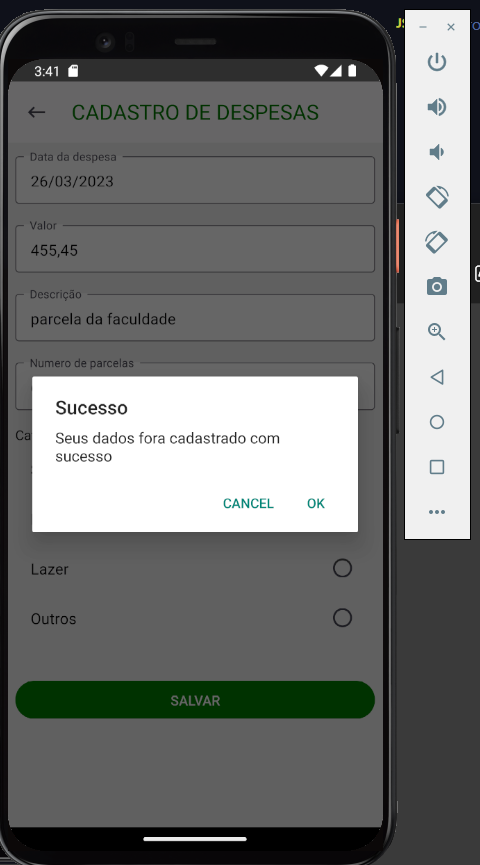 3:41
CADASTRO DE DESPESAS
Data da despesa
26/03/2023
Valor
455,45
Descrição
parcela da faculdade
Numero de parcelas
Ca
Sucesso
Seus dados fora cadastrado com
sucesso
CANCEL OK
Lazer
Outros
SALVAR